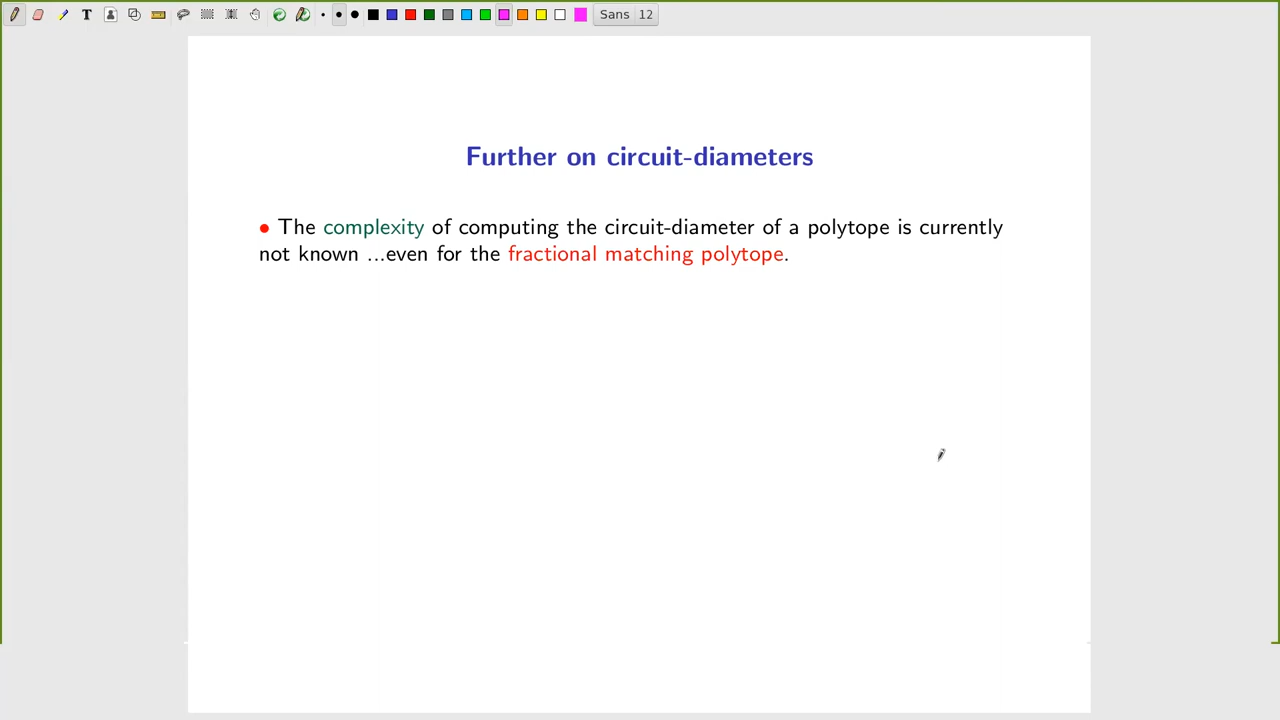 Sans 12
Further on circuit-diameters
• The complexity of computing the circuit-diameter of a polytope is currently
not known ...even for the fractional matching polytope.